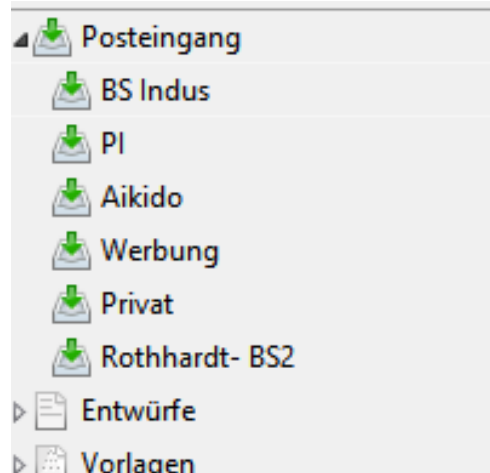 Posteingang
BS Indus
PI
Aikido
Werbung
Privat
Rothhardt- BS2
Entwürfe
Vorlagen